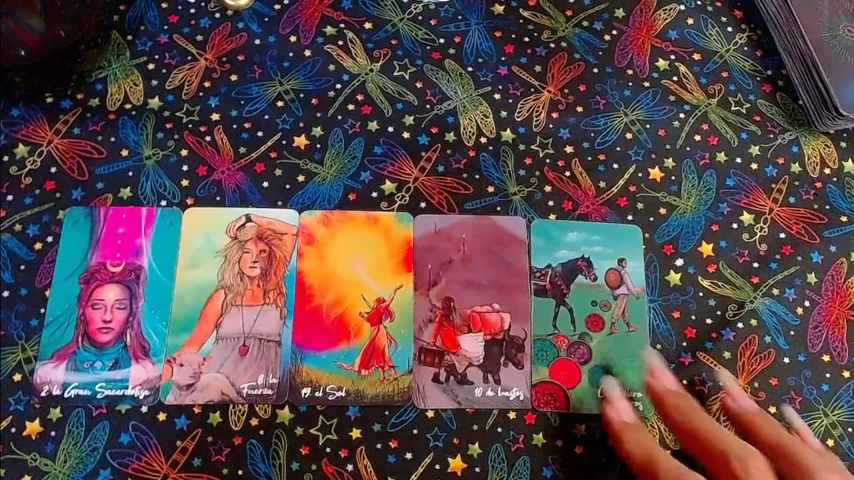 2 la Gran Sacerdotisa
8. la
Fuerza
19. el Sol
10 de bastos